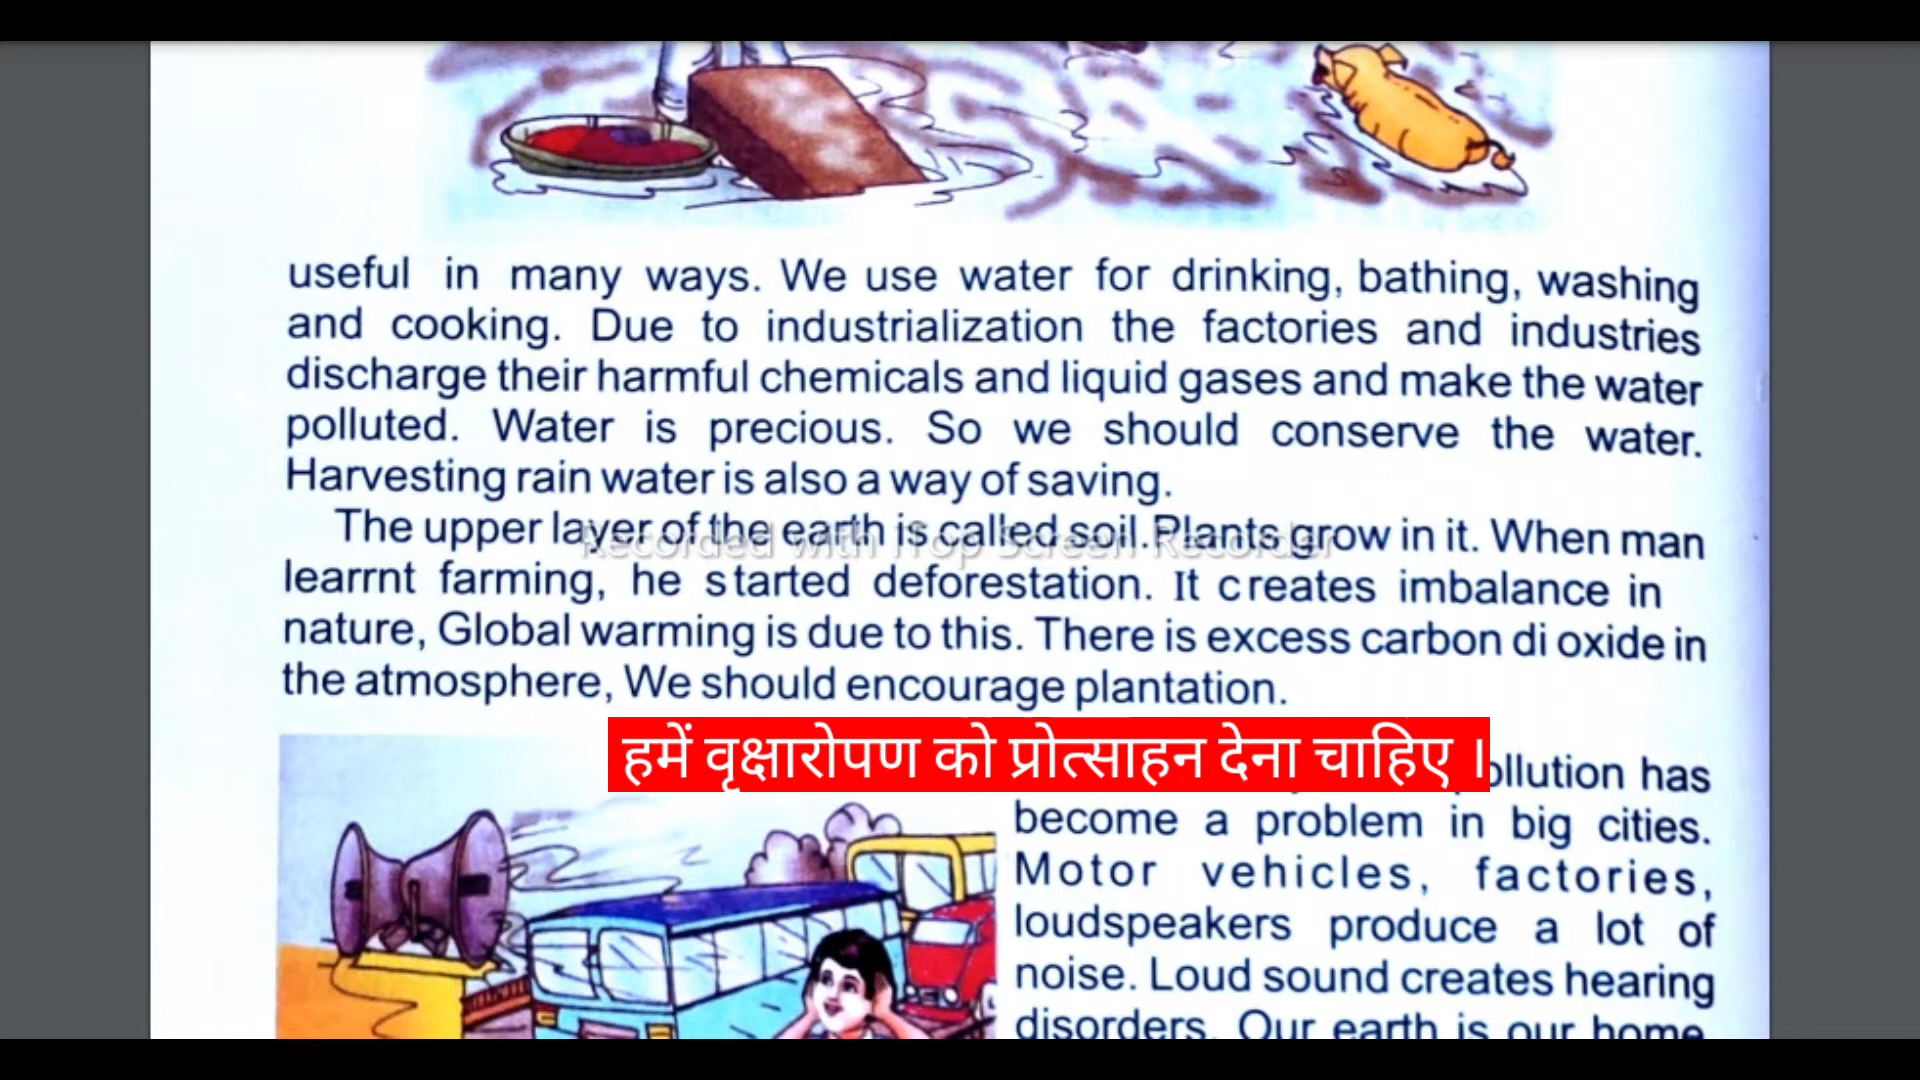 useful in many ways. We use water for drinking, bathing, washing
and cooking. Due to industrialization the factories and industries
discharge their harmful chemicals and liquid gases and make the water
polluted. Water is precious. So we should conserve the water.
Harvesting rain water is also a way of saving.
The upper layer of the earth is called soil.Plants grow in it. When man
Recorded with iTop Screen Recorder
learrnt farming, he started deforestation. It creates imbalance in
nature, Global warming is due to this. There is excess carbon di oxide in
the atmosphere, We should encourage plantation.
हमें वृक्षारोपण को प्रोत्साहन देना चाहिए ।
ollution has
become a problem in big cities.
Motor vehicles, factories,
loudspeakers produce a lot of
noise. Loud sound creates hearing
disorders. Our earth is our home